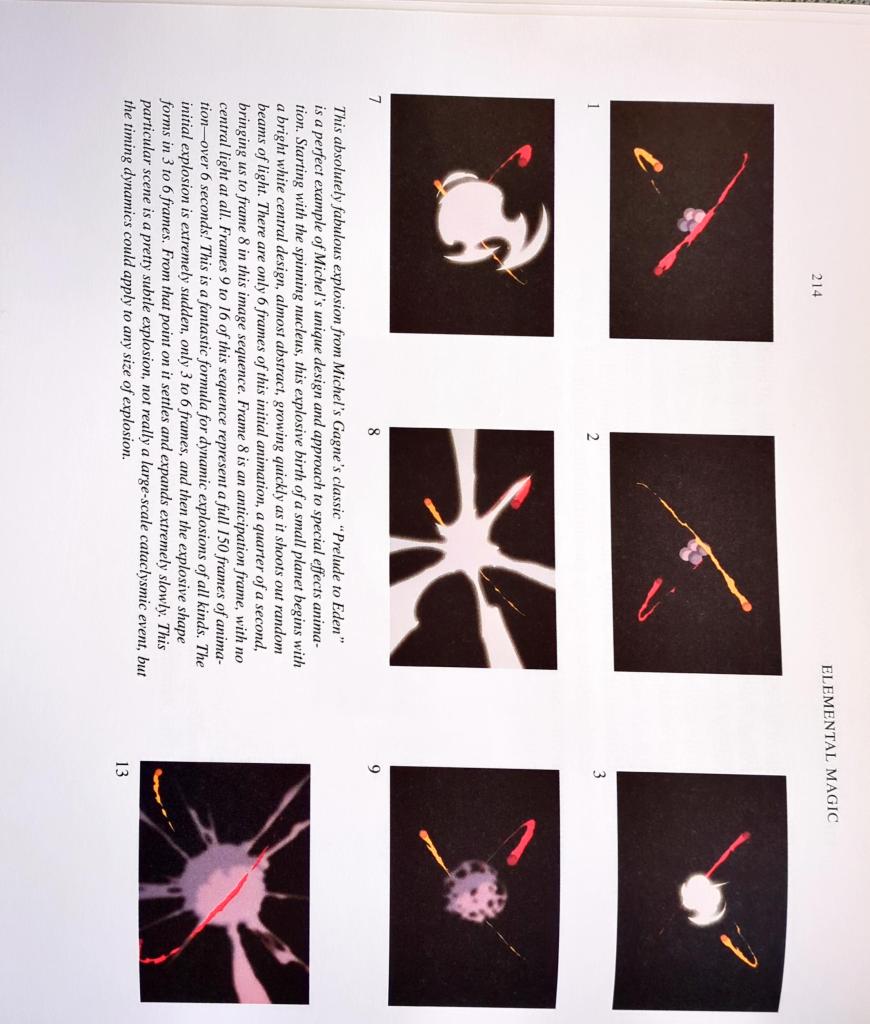 214
ELEMENTAL MAGIC
1
2
3
7
8
9
13
This absolutely fabulous explosion from Michel's Gagne's classic "Prelude to Eden"
is a perfect example of Michel's unique design and approach to special effects anima-
tion. Starting with the spinning nucleus, this explosive birth of a small planet begins with
a bright white central design, almost abstract, growing quickly as it shoots out random
beams of light. There are only 6 frames of this initial animation, a quarter of a second,
bringing us to frame 8 in this image sequence. Frame 8 is an anticipation frame, with no
central light at all. Frames 9 to 16 of this sequence represent a full 150 frames of anima-
tion—over 6 seconds! This is a fantastic formula for dynamic explosions of all kinds. The
initial explosion is extremely sudden, only 3 to 6 frames, and then the explosive shape
forms in 3 to 6 frames. From that point on it settles and expands extremely slowly. This
particular scene is a pretty subtle explosion, not really a large-scale cataclysmic event, but
the timing dynamics could apply to any size of explosion.